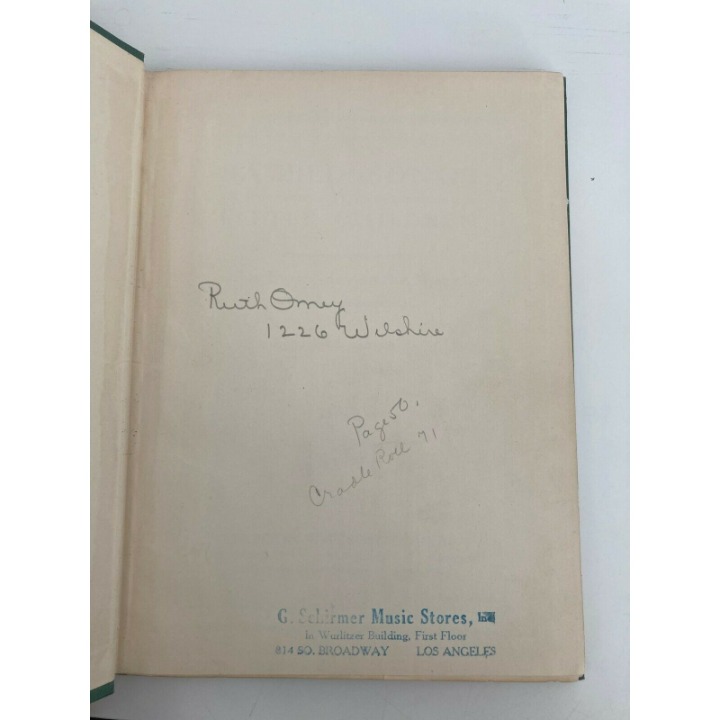 Ruth Omey
1226 Wilshire
Page 50.
Cradle Roll 71
G. Schirmer Music Stores, Inc
In Wurlitzer Building, First Floor
814 SO. BROADWAY LOS ANGELES